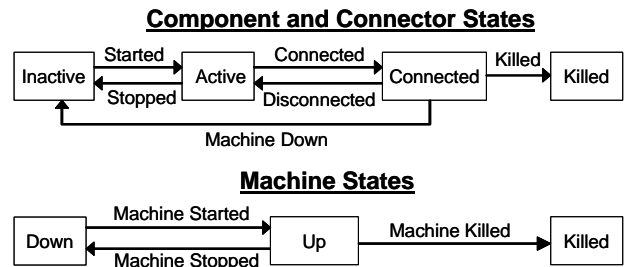 Component and Connector States
Started
Connected
Killed
Inactive
Active
Connected
Killed
Stopped
Disconnected
Machine Down
Machine States
Machine Started
Machine Killed
Down
Up
Killed
Machine Stopped